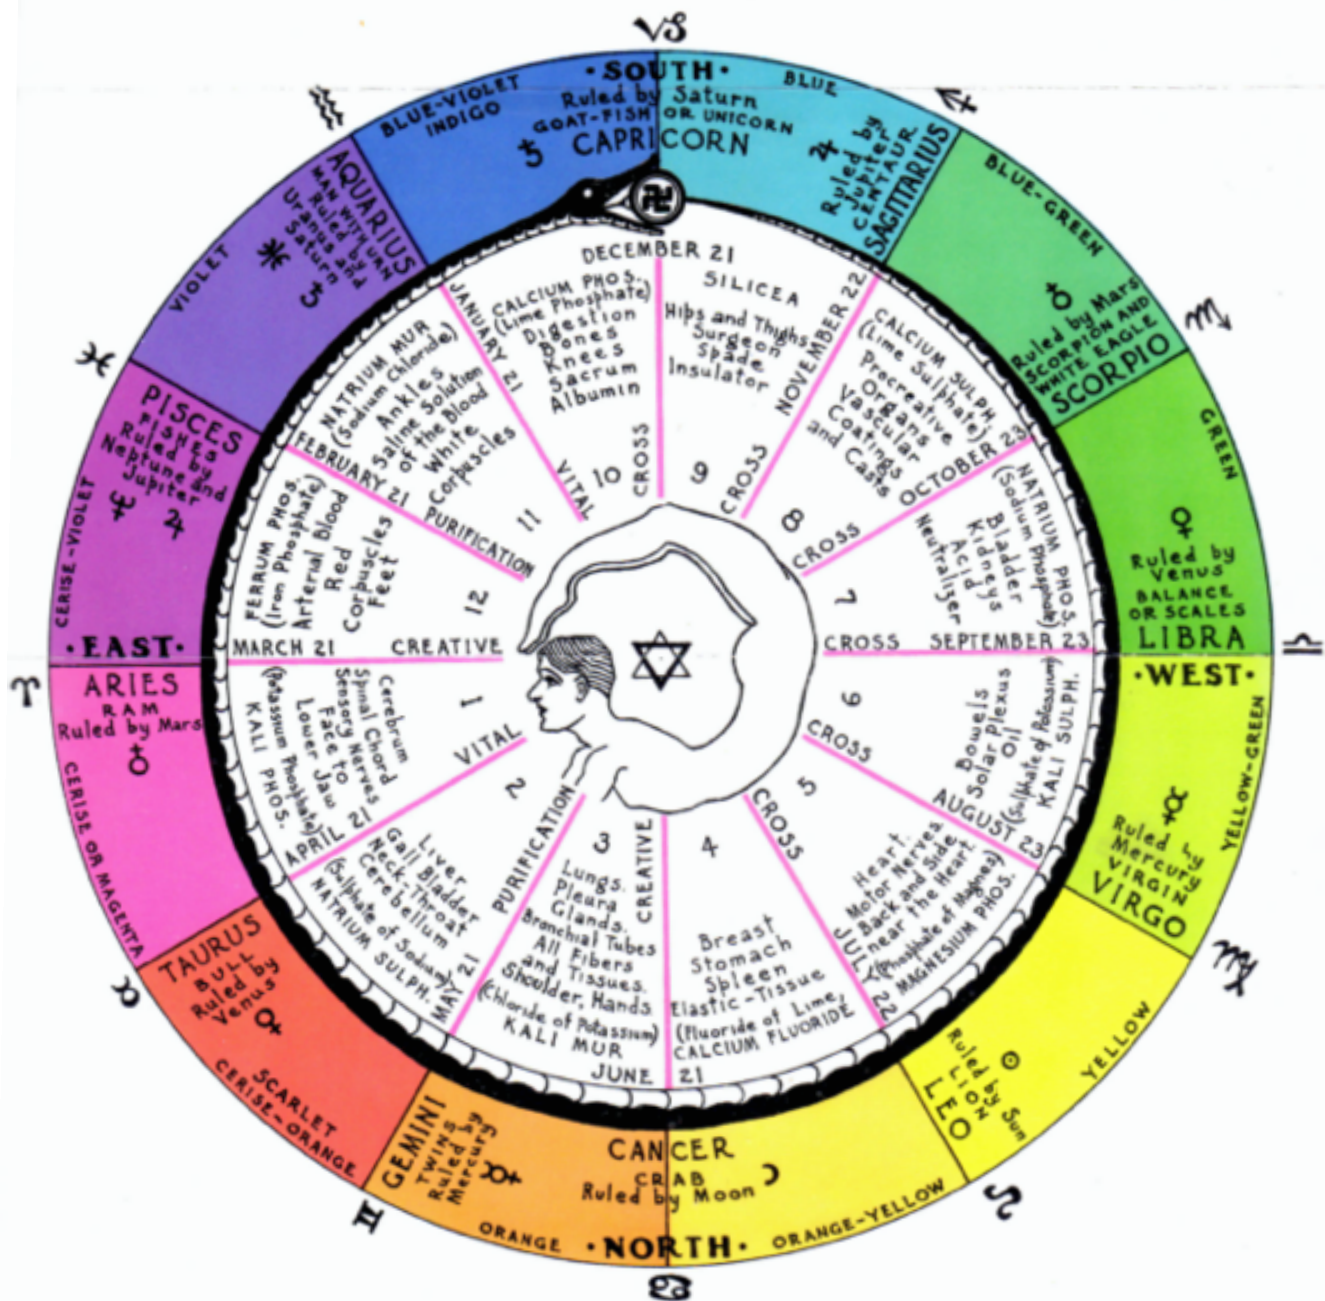 BLUE-VIOLET
INDIGO
• SOUTH •
Ruled by Saturn
GOAT-FISH OR UNICORN
CAPRICORN
BLUE
Ruled by
Jupiter
CENTAUR
SAGITTARIUS
BLUE-GREEN
Ruled by Mars
SCORPION AND
WHITE EAGLE
SCORPIO
GREEN
Ruled by
Venus
BALANCE
OR SCALES
LIBRA
• WEST •
YELLOW-GREEN
Ruled by
Mercury
VIRGIN
VIRGO
YELLOW
Ruled by Sun
LION
LEO
ORANGE-YELLOW
CANCER
CRAB
Ruled by Moon
• NORTH •
ORANGE
GEMINI
TWINS
Ruled by
Mercury
SCARLET
CERISE-ORANGE
TAURUS
BULL
Ruled by
Venus
CERISE OR MAGENTA
ARIES
RAM
Ruled by Mars
• EAST •
CERISE-VIOLET
PISCES
FISHES
Ruled by
Neptune and
Jupiter
VIOLET
AQUARIUS
MAN WITH URN
Ruled by
Uranus and
Saturn
DECEMBER 21
CROSS
SILICEA
Hips and Thighs
Surgeon
Spade
Insulator
9
NOVEMBER 22
CROSS
CALCIUM SULPH.
(Lime Sulphate)
Procreative
Organs
Vascular
Coatings
and Casts
8
OCTOBER 23
CROSS
NATRIUM PHOS.
(Sodium Phosphate)
Bladder
Kidneys
Acid
Neutralizer
7
CROSS SEPTEMBER 23
6
Bowels
Solar plexus
Oil
(Sulphate of Potassium)
KALI SULPH.
CROSS
AUGUST 23
5
Heart.
Motor Nerves
Back and Side
near the Heart.
(Phosphate of Magnes)
MAGNESIUM PHOS.
CROSS
JULY 22
4
Breast
Stomach
Spleen
Elastic-Tissue
(Fluoride of Lime,
CALCIUM FLUORIDE
CREATIVE
JUNE 21
3
Lungs.
Pleura
Glands.
Bronchial Tubes
All Fibers
and Tissues.
Shoulder, Hands
(Chloride of Potassium)
KALI MUR
PURIFICATION
MAY 21
2
Liver
Gall Bladder
Neck-Throat
Cerebellum
(Sulphate of Sodium)
NATRIUM SULPH.
VITAL
APRIL 21
1
Cerebrum
Spinal Chord
Sensory Nerves
Face to
Lower Jaw
(Potassium Phosphate)
KALI PHOS.
MARCH 21 CREATIVE
12
FERRUM PHOS.
(Iron Phosphate)
Arterial Blood
Red
Corpuscles
Feet
FEBRUARY 21
PURIFICATION
11
NATRIUM MUR
(Sodium Chloride)
Ankles
Saline Solution
of the Blood
White
Corpuscles
JANUARY 21
VITAL
10
CALCIUM PHOS.
(Lime Phosphate)
Digestion
Bones
Knees
Sacrum
Albumin